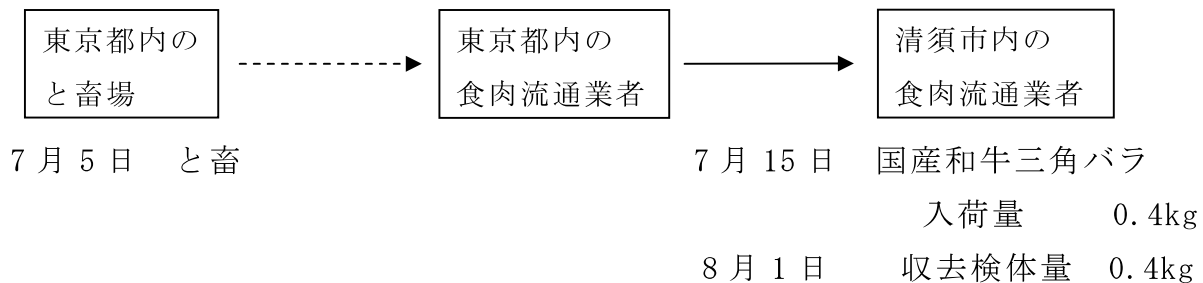 東京都内の
と畜場
東京都内の
食肉流通業者
清須市内の
食肉流通業者
7月5日　と畜
7月15日　国産和牛三角バラ
入荷量　0.4kg
8月1日　収去検体量　0.4kg